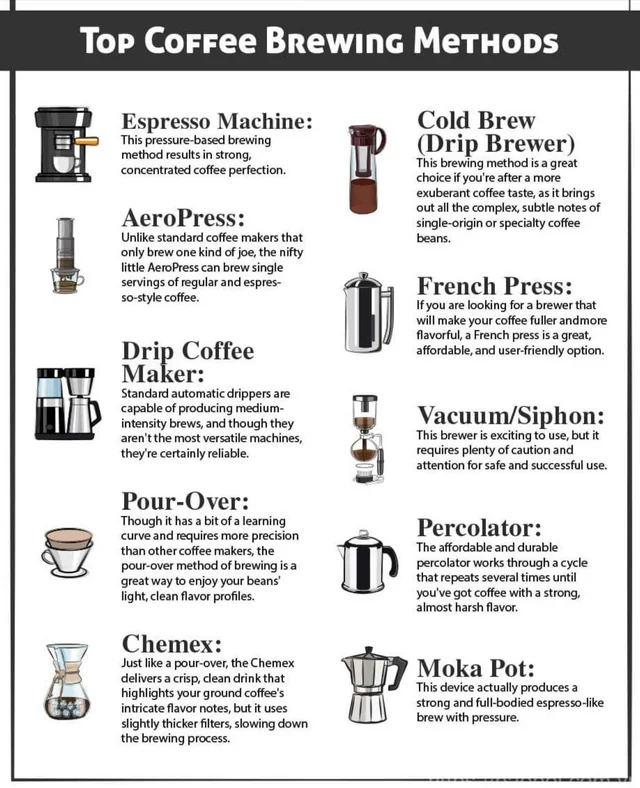 Top Coffee Brewing Methods
Espresso Machine:
This pressure-based brewing
method results in strong,
concentrated coffee perfection.
AeroPress:
Unlike standard coffee makers that
only brew one kind of joe, the nifty
little AeroPress can brew single
servings of regular and espres-
so-style coffee.
Drip Coffee
Maker:
Standard automatic drippers are
capable of producing medium-
intensity brews, and though they
aren't the most versatile machines,
they're certainly reliable.
Pour-Over:
Though it has a bit of a learning
curve and requires more precision
than other coffee makers, the
pour-over method of brewing is a
great way to enjoy your beans'
light, clean flavor profiles.
Chemex:
Just like a pour-over, the Chemex
delivers a crisp, clean drink that
highlights your ground coffee's
intricate flavor notes, but it uses
slightly thicker filters, slowing down
the brewing process.
Cold Brew
(Drip Brewer)
This brewing method is a great
choice if you're after a more
exuberant coffee taste, as it brings
out all the complex, subtle notes of
single-origin or specialty coffee
beans.
French Press:
If you are looking for a brewer that
will make your coffee fuller andmore
flavorful, a French press is a great,
affordable, and user-friendly option.
Vacuum/Siphon:
This brewer is exciting to use, but it
requires plenty of caution and
attention for safe and successful use.
Percolator:
The affordable and durable
percolator works through a cycle
that repeats several times until
you've got coffee with a strong,
almost harsh flavor.
Moka Pot:
This device actually produces a
strong and full-bodied espresso-like
brew with pressure.